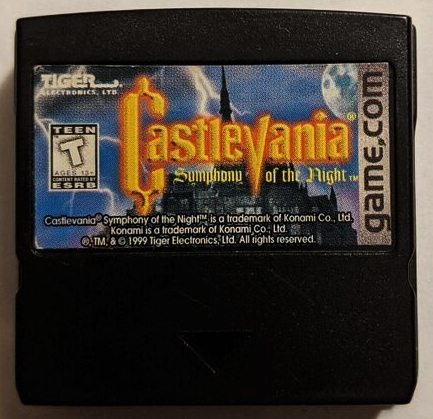 TIGER
ELECTRONICS, LTD.
TEEN
T
AGES 13+
CONTENT RATED BY
ESRB
Castlevania®
Symphony of the Night™
game.com
Castlevania® Symphony of the Night™ is a trademark of Konami Co., Ltd.
Konami is a trademark of Konami Co., Ltd.
®, TM, & © 1999 Tiger Electronics, Ltd. All rights reserved.